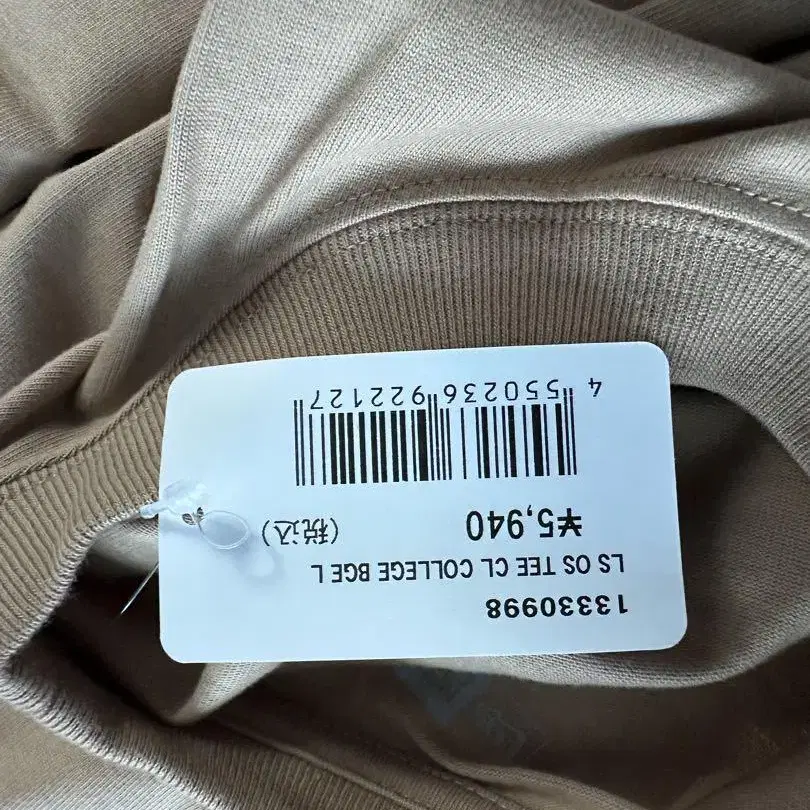 13330998
LS OS TEE CL COLLEGE BGE L
¥5,940 (税込)
4 550236 922127